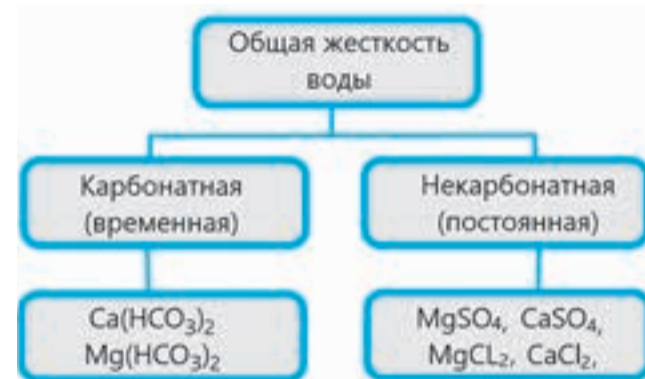 Общая жесткость
воды
Карбонатная
(временная)
Некарбонатная
(постоянная)
Ca(HCO₃)₂
Mg(HCO₃)₂
MgSO₄, CaSO₄,
MgCL₂, CaCl₂,